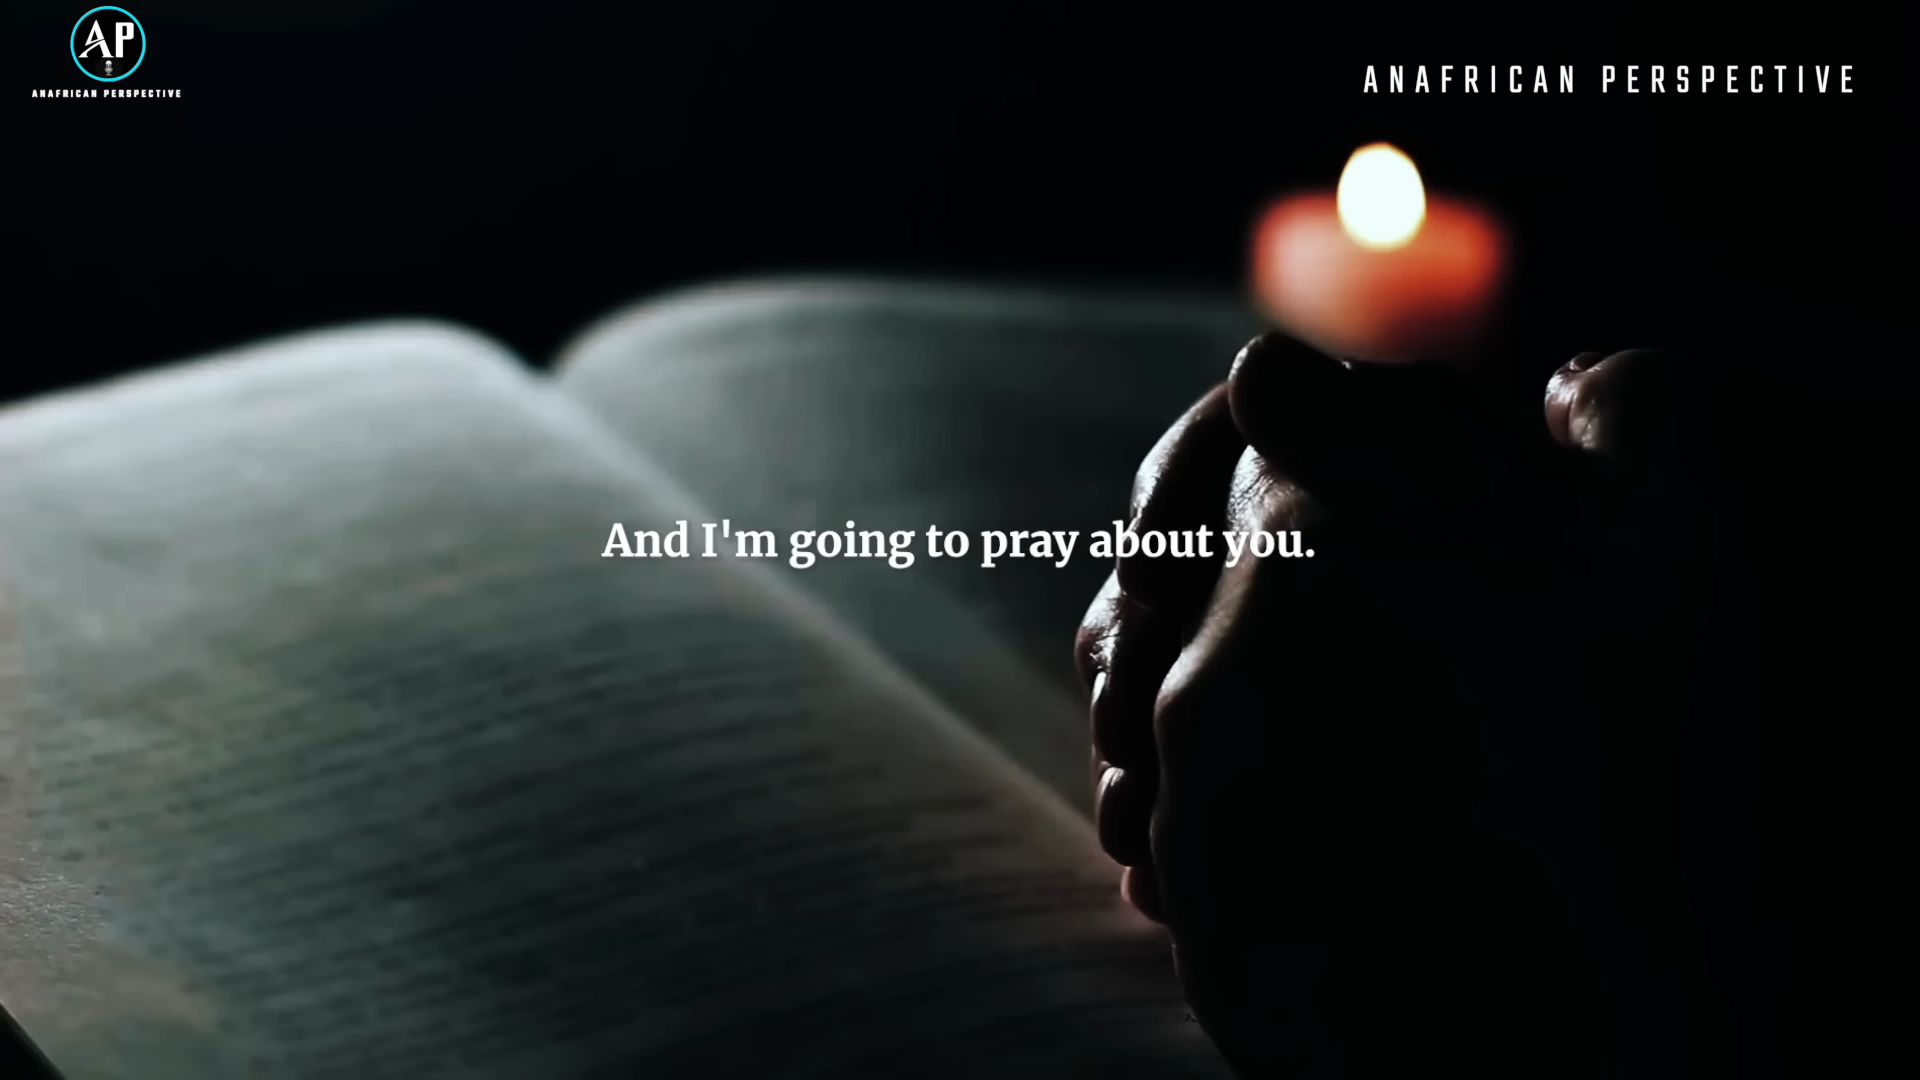 AP
ANAFRICAN PERSPECTIVE
ANAFRICAN PERSPECTIVE
And I'm going to pray about you.